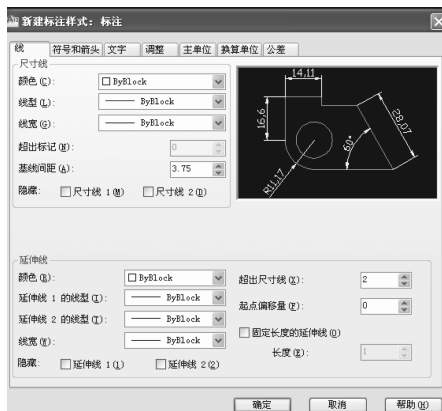 新建标注样式: 标注
线 符号和箭头 文字 调整 主单位 换算单位 公差
尺寸线
颜色(C): ByBlock
线型(L): ByBlock
线宽(G): ByBlock
超出标记(N): 0
基线间距(A): 3.75
隐藏: 尺寸线 1(M) 尺寸线 2(D)
14,11
16,6
28,07
60°
R11,17
延伸线
颜色(R): ByBlock
延伸线 1 的线型(I): ByBlock
延伸线 2 的线型(T): ByBlock
线宽(W): ByBlock
隐藏: 延伸线 1(1) 延伸线 2(2)
超出尺寸线(X): 2
起点偏移量(F): 0
固定长度的延伸线(O)
长度(E): 1
确定 取消 帮助(H)